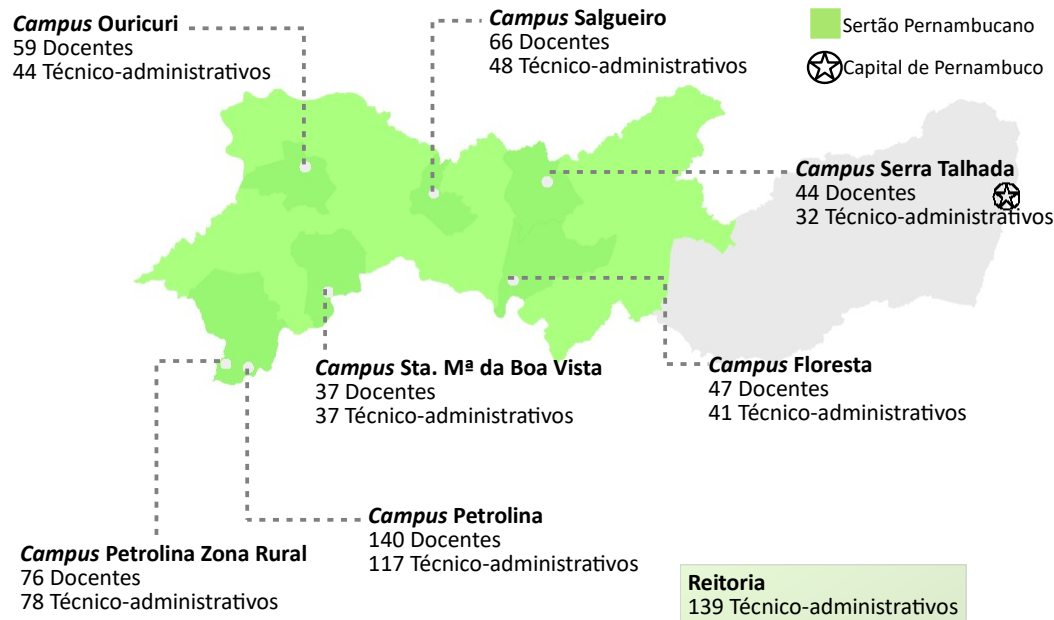 Campus Ouricuri
59 Docentes
44 Técnico-administrativos
Campus Salgueiro
66 Docentes
48 Técnico-administrativos
Sertão Pernambucano
Capital de Pernambuco
Campus Serra Talhada
44 Docentes
32 Técnico-administrativos
Campus Sta. Mª da Boa Vista
37 Docentes
37 Técnico-administrativos
Campus Floresta
47 Docentes
41 Técnico-administrativos
Campus Petrolina
140 Docentes
117 Técnico-administrativos
Campus Petrolina Zona Rural
76 Docentes
78 Técnico-administrativos
Reitoria
139 Técnico-administrativos